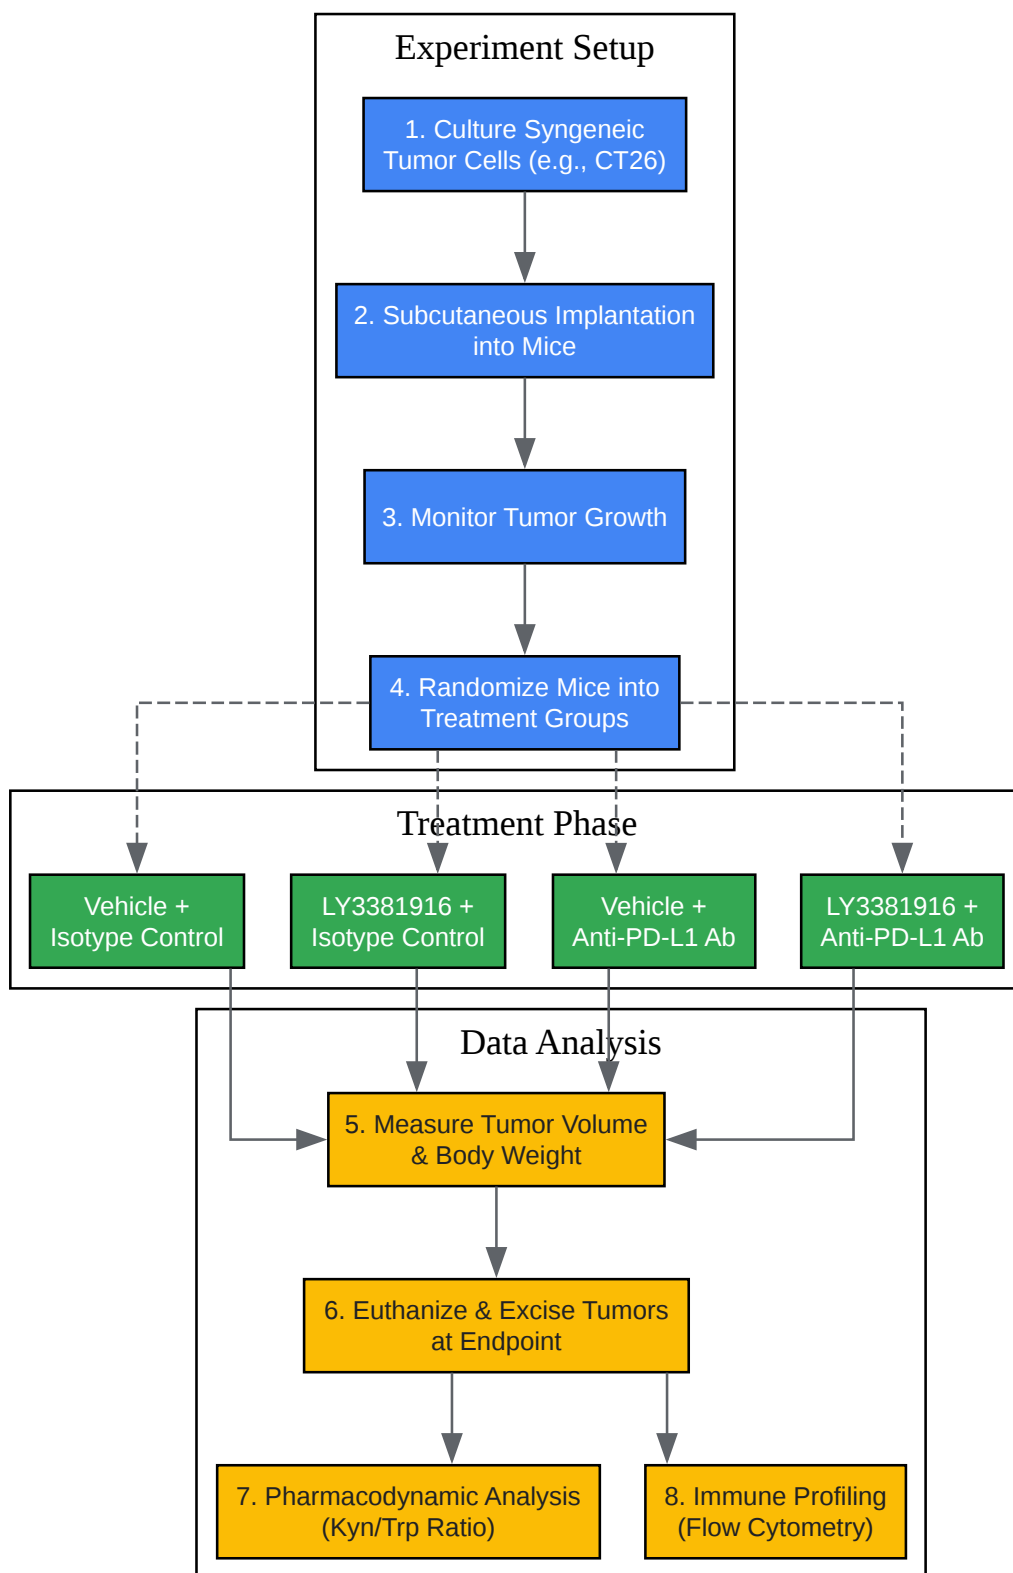 Experiment Setup
1. Culture Syngeneic
Tumor Cells (e.g., CT26)
2. Subcutaneous Implantation
into Mice
3. Monitor Tumor Growth
4. Randomize Mice into
Treatment Groups
Treatment Phase
Vehicle +
Isotype Control
LY3381916 +
Isotype Control
Vehicle +
Anti-PD-L1 Ab
LY3381916 +
Anti-PD-L1 Ab
Data Analysis
5. Measure Tumor Volume
& Body Weight
6. Euthanize & Excise Tumors
at Endpoint
7. Pharmacodynamic Analysis
(Kyn/Trp Ratio)
8. Immune Profiling
(Flow Cytometry)